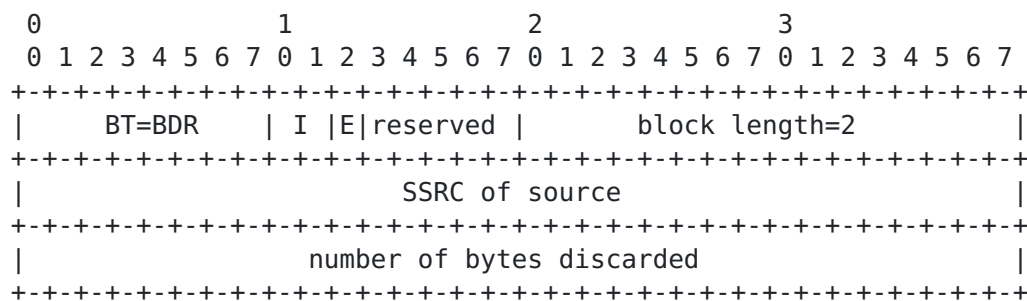 0                   1                   2                   3
0 1 2 3 4 5 6 7 0 1 2 3 4 5 6 7 0 1 2 3 4 5 6 7 0 1 2 3 4 5 6 7
+-+-+-+-+-+-+-+-+-+-+-+-+-+-+-+-+-+-+-+-+-+-+-+-+-+-+-+-+-+-+-+-+
|     BT=BDR      | I |E|reserved |       block length=2          |
+-+-+-+-+-+-+-+-+-+-+-+-+-+-+-+-+-+-+-+-+-+-+-+-+-+-+-+-+-+-+-+-+
|                        SSRC of source                         |
+-+-+-+-+-+-+-+-+-+-+-+-+-+-+-+-+-+-+-+-+-+-+-+-+-+-+-+-+-+-+-+-+
|                  number of bytes discarded                    |
+-+-+-+-+-+-+-+-+-+-+-+-+-+-+-+-+-+-+-+-+-+-+-+-+-+-+-+-+-+-+-+-+